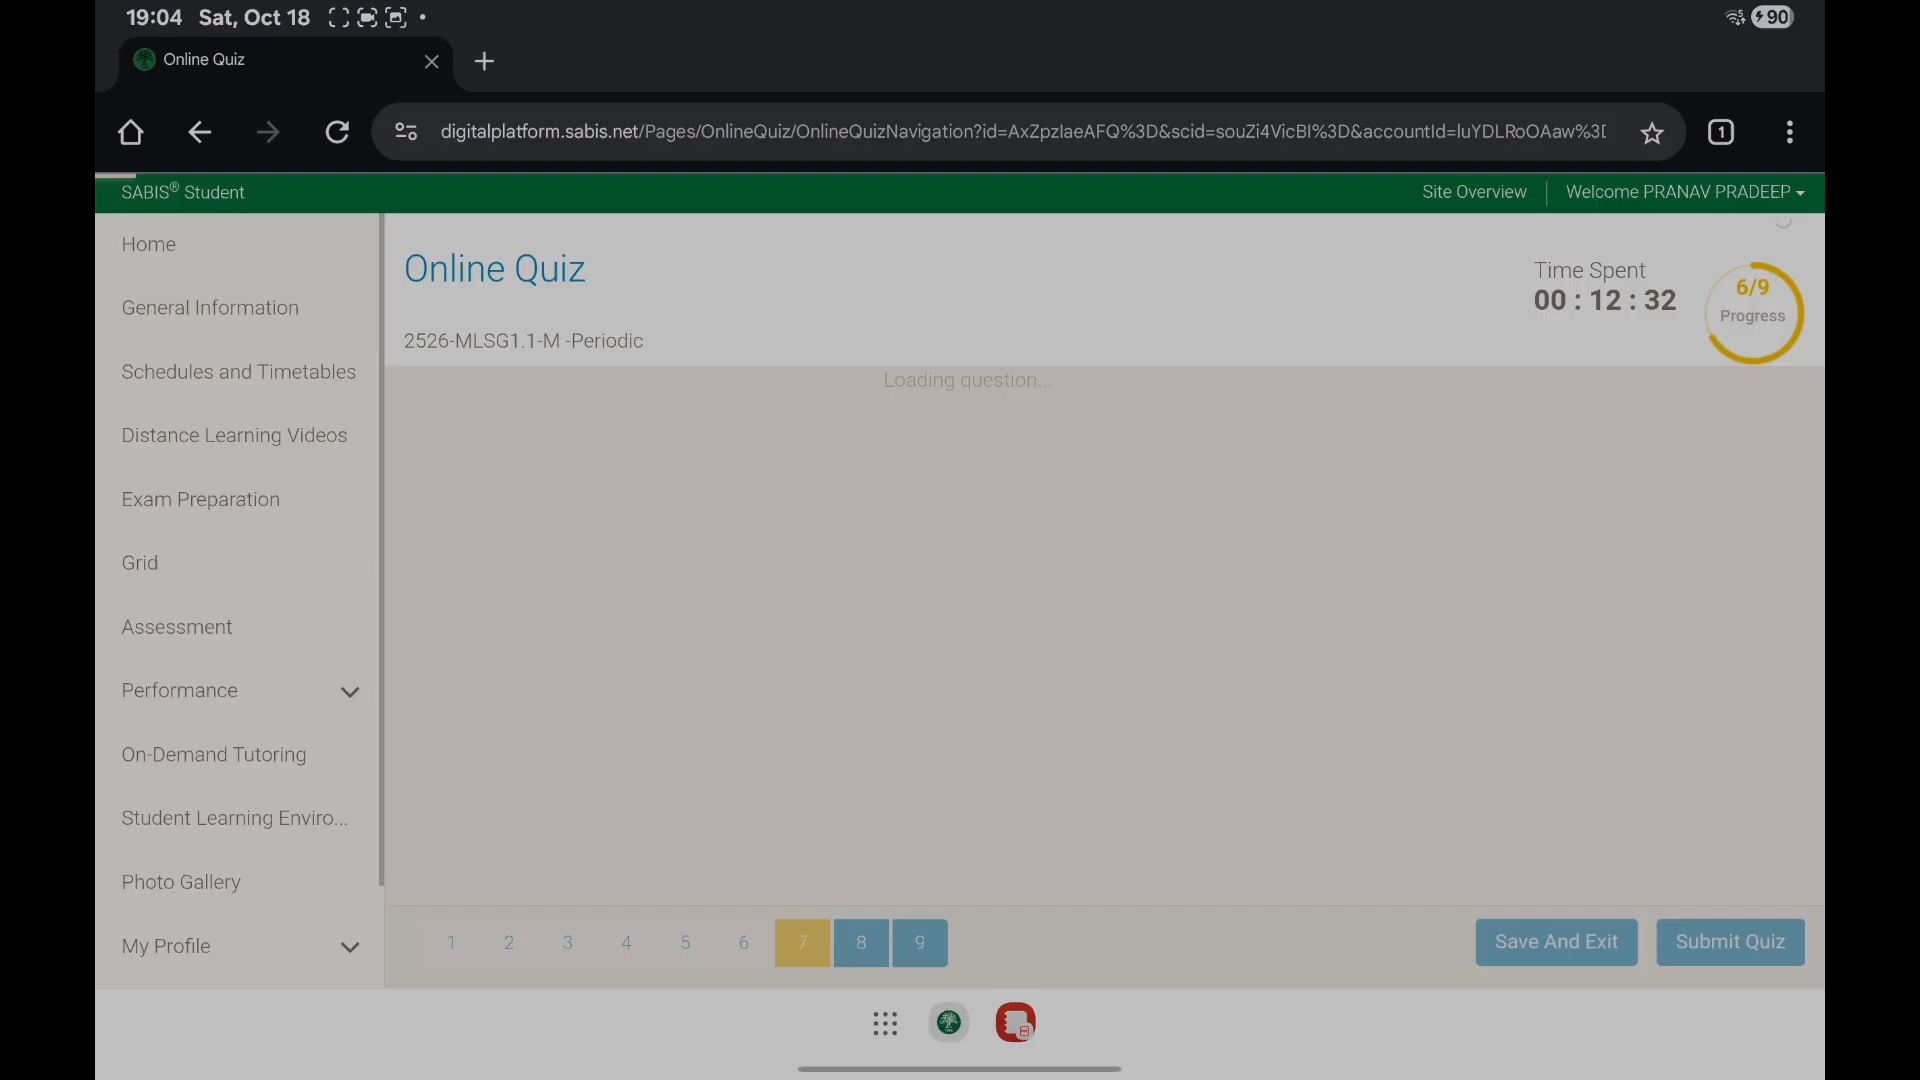 19:04 Sat, Oct 18
90
Online Quiz
digitalplatform.sabis.net/Pages/OnlineQuiz/OnlineQuizNavigation?id=AxZpzIaeAFQ%3D&scid=souZi4VicBI%3D&accountId=luYDLRoOAaw%3D
1
SABIS® Student
Site Overview
Welcome PRANAV PRADEEP
Home
General Information
Schedules and Timetables
Distance Learning Videos
Exam Preparation
Grid
Assessment
Performance
On-Demand Tutoring
Student Learning Enviro...
Photo Gallery
My Profile
Online Quiz
2526-MLSG1.1-M -Periodic
Time Spent
00 : 12 : 32
6/9
Progress
Loading question...
1 2 3 4 5 6 7 8 9
Save And Exit
Submit Quiz